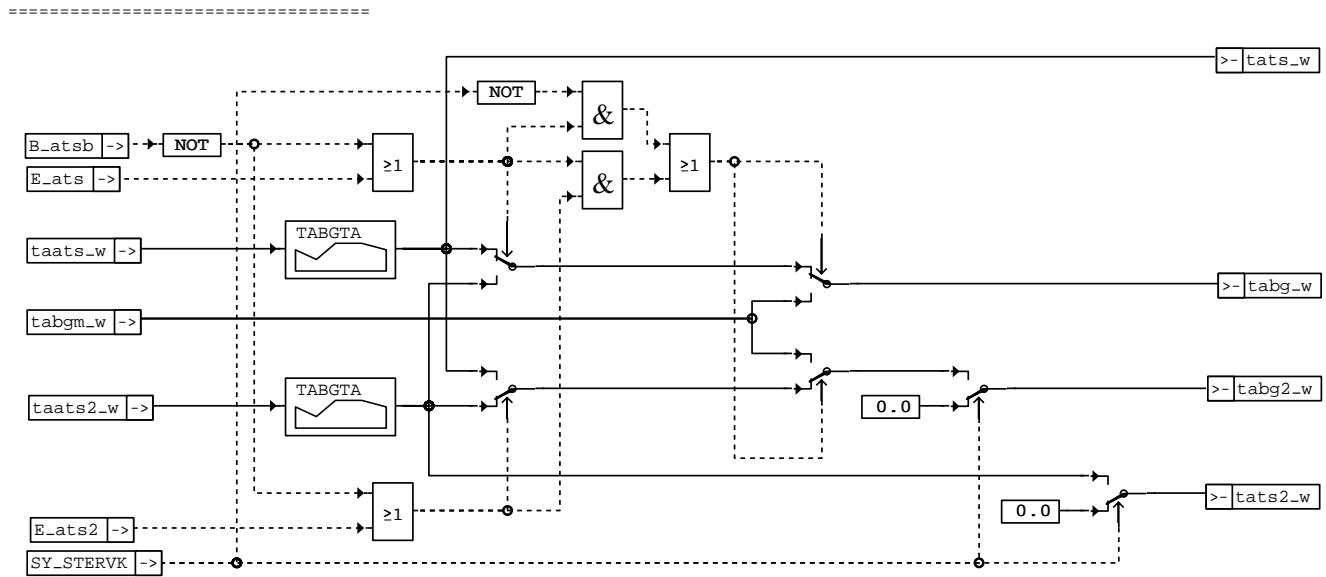 ==================================
>- tats_w
NOT
&
B_atsb ->
NOT
≥1
≥1
E_ats ->
&
taats_w ->
TABGTA
>- tabg_w
tabgm_w ->
taats2_w ->
TABGTA
0.0
>- tabg2_w
0.0
>- tats2_w
≥1
E_ats2 ->
SY_STERVK ->